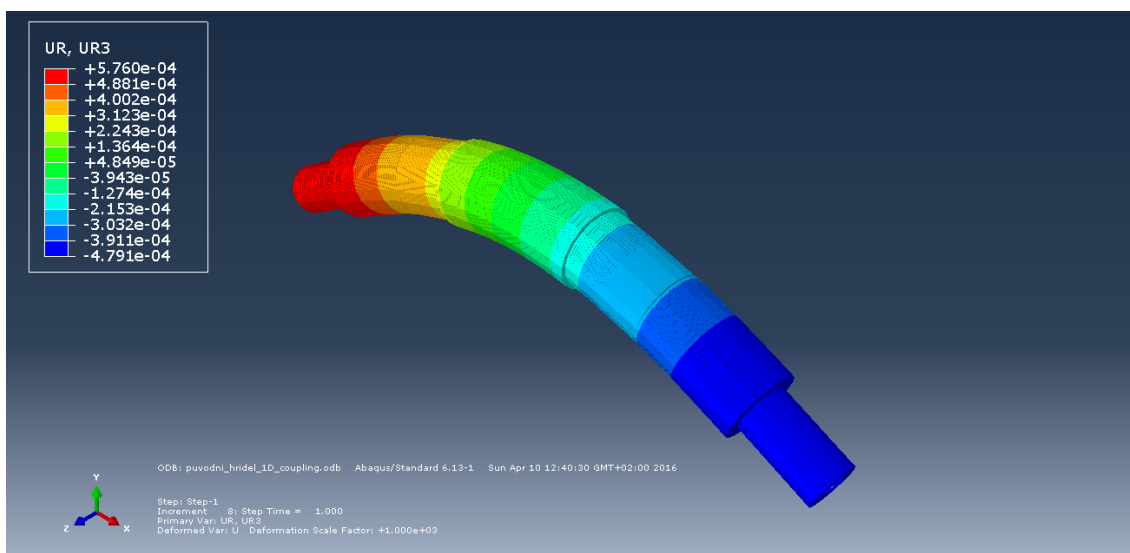 UR, UR3
+5.760e-04
+4.881e-04
+4.002e-04
+3.123e-04
+2.243e-04
+1.364e-04
+4.849e-05
-3.943e-05
-1.274e-04
-2.153e-04
-3.032e-04
-3.911e-04
-4.791e-04
ODB: puvodni_hridel_1D_coupling.odb Abaqus/Standard 6.13-1 Sun Apr 10 12:40:30 GMT+02:00 2016
Y
Z
X
Step: Step-1
Increment 8: Step Time = 1.000
Primary Var: UR, UR3
Deformed Var: U Deformation Scale Factor: +1.000e+03